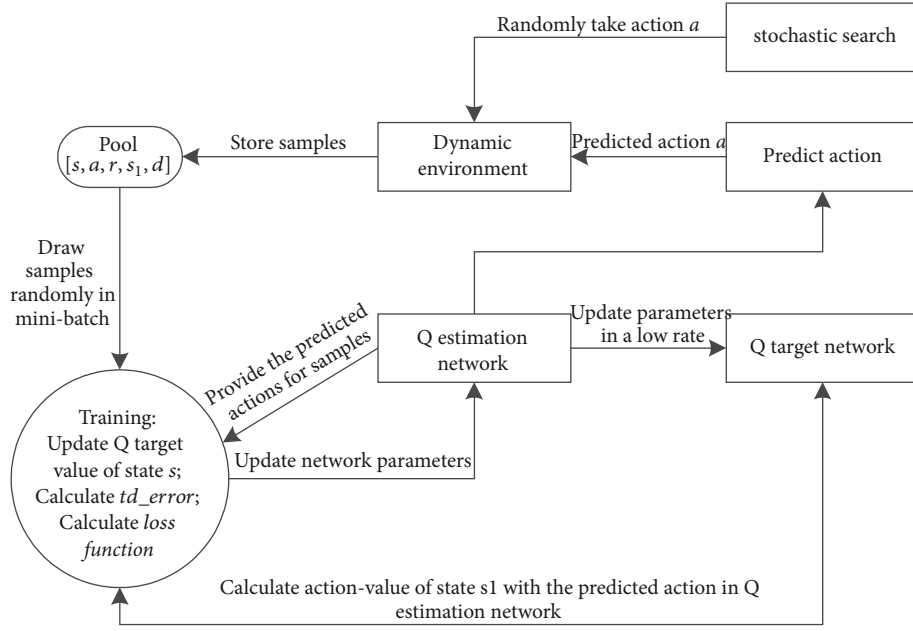 Randomly take action a
stochastic search
Pool
[s, a, r, s₁, d]
Store samples
Dynamic
environment
Predicted action a
Predict action
Draw
samples
randomly in
mini-batch
Provide the predicted
actions for samples
Q estimation
network
Update parameters
in a low rate
Q target network
Training:
Update Q target
value of state s;
Calculate td_error;
Calculate loss
function
Update network parameters
Calculate action-value of state s1 with the predicted action in Q
estimation network